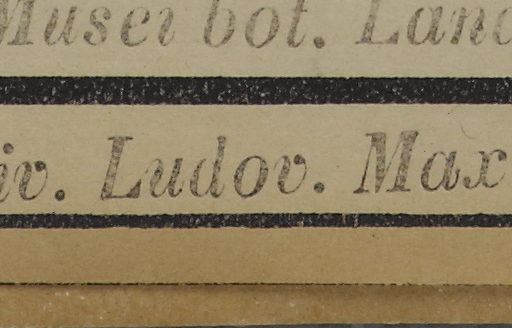 Musei bot. Land
iv. Ludov. Max